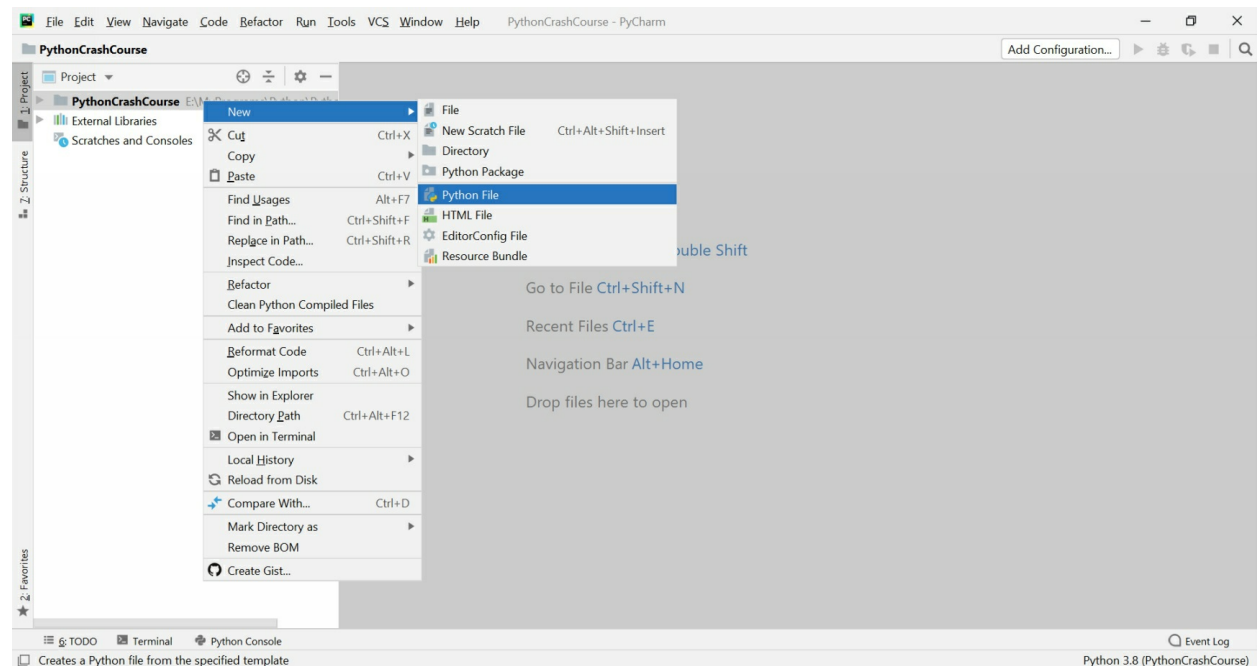 File Edit View Navigate Code Refactor Run Tools VCS Window Help PythonCrashCourse - PyCharm
PythonCrashCourse
Add Configuration...
1: Project
Project
PythonCrashCourse
External Libraries
Scratches and Consoles
Z: Structure
2: Favorites
New
Cut Ctrl+X
Copy
Paste Ctrl+V
Find Usages Alt+F7
Find in Path... Ctrl+Shift+F
Replace in Path... Ctrl+Shift+R
Inspect Code...
Refactor
Clean Python Compiled Files
Add to Favorites
Reformat Code Ctrl+Alt+L
Optimize Imports Ctrl+Alt+O
Show in Explorer
Directory Path Ctrl+Alt+F12
Open in Terminal
Local History
Reload from Disk
Compare With... Ctrl+D
Mark Directory as
Remove BOM
Create Gist...
File
New Scratch File Ctrl+Alt+Shift+Insert
Directory
Python Package
Python File
HTML File
EditorConfig File
Resource Bundle
Shift
Go to File Ctrl+Shift+N
Recent Files Ctrl+E
Navigation Bar Alt+Home
Drop files here to open
6: TODO Terminal Python Console
Event Log
Creates a Python file from the specified template
Python 3.8 (PythonCrashCourse)